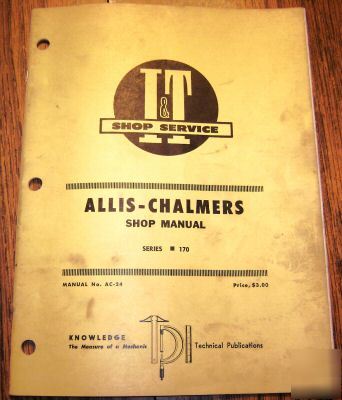 I&T
SHOP SERVICE
ALLIS-CHALMERS
SHOP MANUAL
SERIES ■ 170
MANUAL No. AC-24 Price, $3.00
KNOWLEDGE
The Measure of a Mechanic
TPI Technical Publications